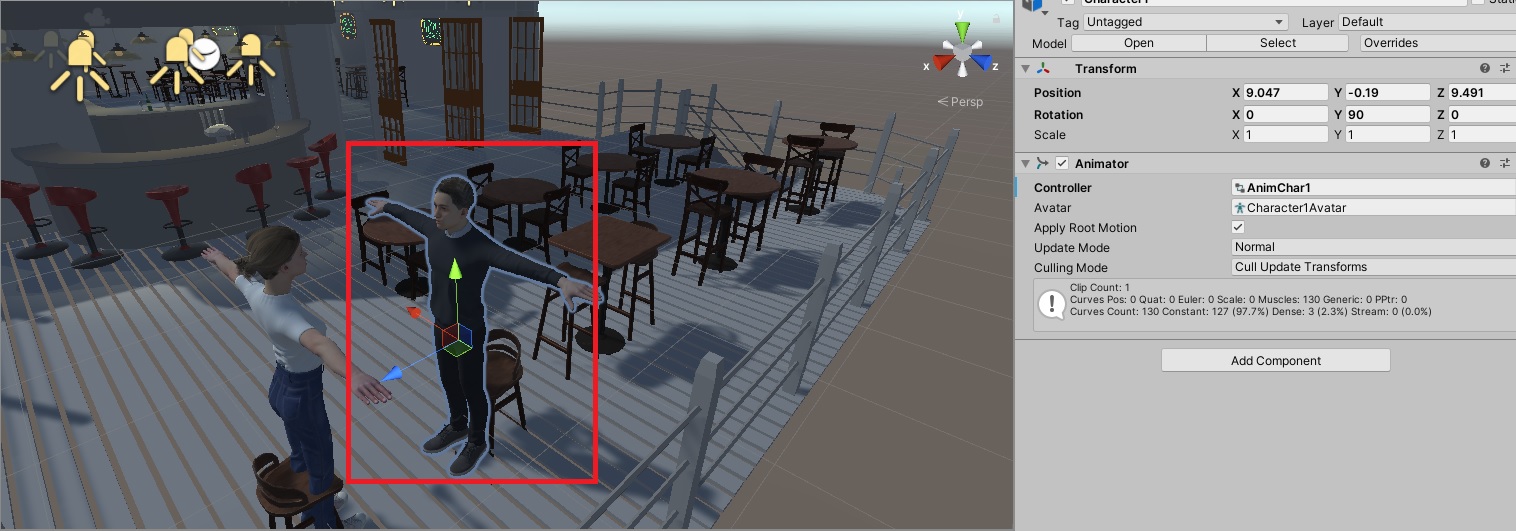 Character1
Tag Untagged Layer Default
Model Open Select Overrides
y
x z
Persp
Transform
Position X 9.047 Y -0.19 Z 9.491
Rotation X 0 Y 90 Z 0
Scale X 1 Y 1 Z 1
Animator
Controller AnimChar1
Avatar Character1Avatar
Apply Root Motion
Update Mode Normal
Culling Mode Cull Update Transforms
Clip Count: 1
Curves Pos: 0 Quat: 0 Euler: 0 Scale: 0 Muscles: 130 Generic: 0 PPtr: 0
Curves Count: 130 Constant: 127 (97.7%) Dense: 3 (2.3%) Stream: 0 (0.0%)
Add Component